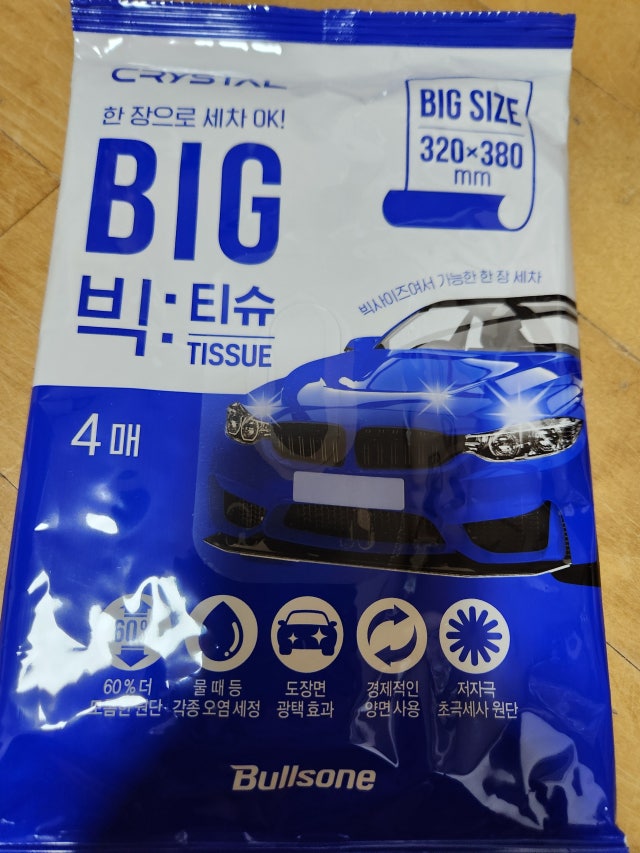 CRYSTAL
한 장으로 세차 OK!
BIG
빅: 티슈
TISSUE
BIG SIZE
320×380
mm
빅사이즈여서 가능한 한 장 세차
4매
60%
60% 더
도톰한 원단
물 때 등
각종 오염 세정
도장면
광택 효과
경제적인
양면 사용
저자극
초극세사 원단
Bullsone